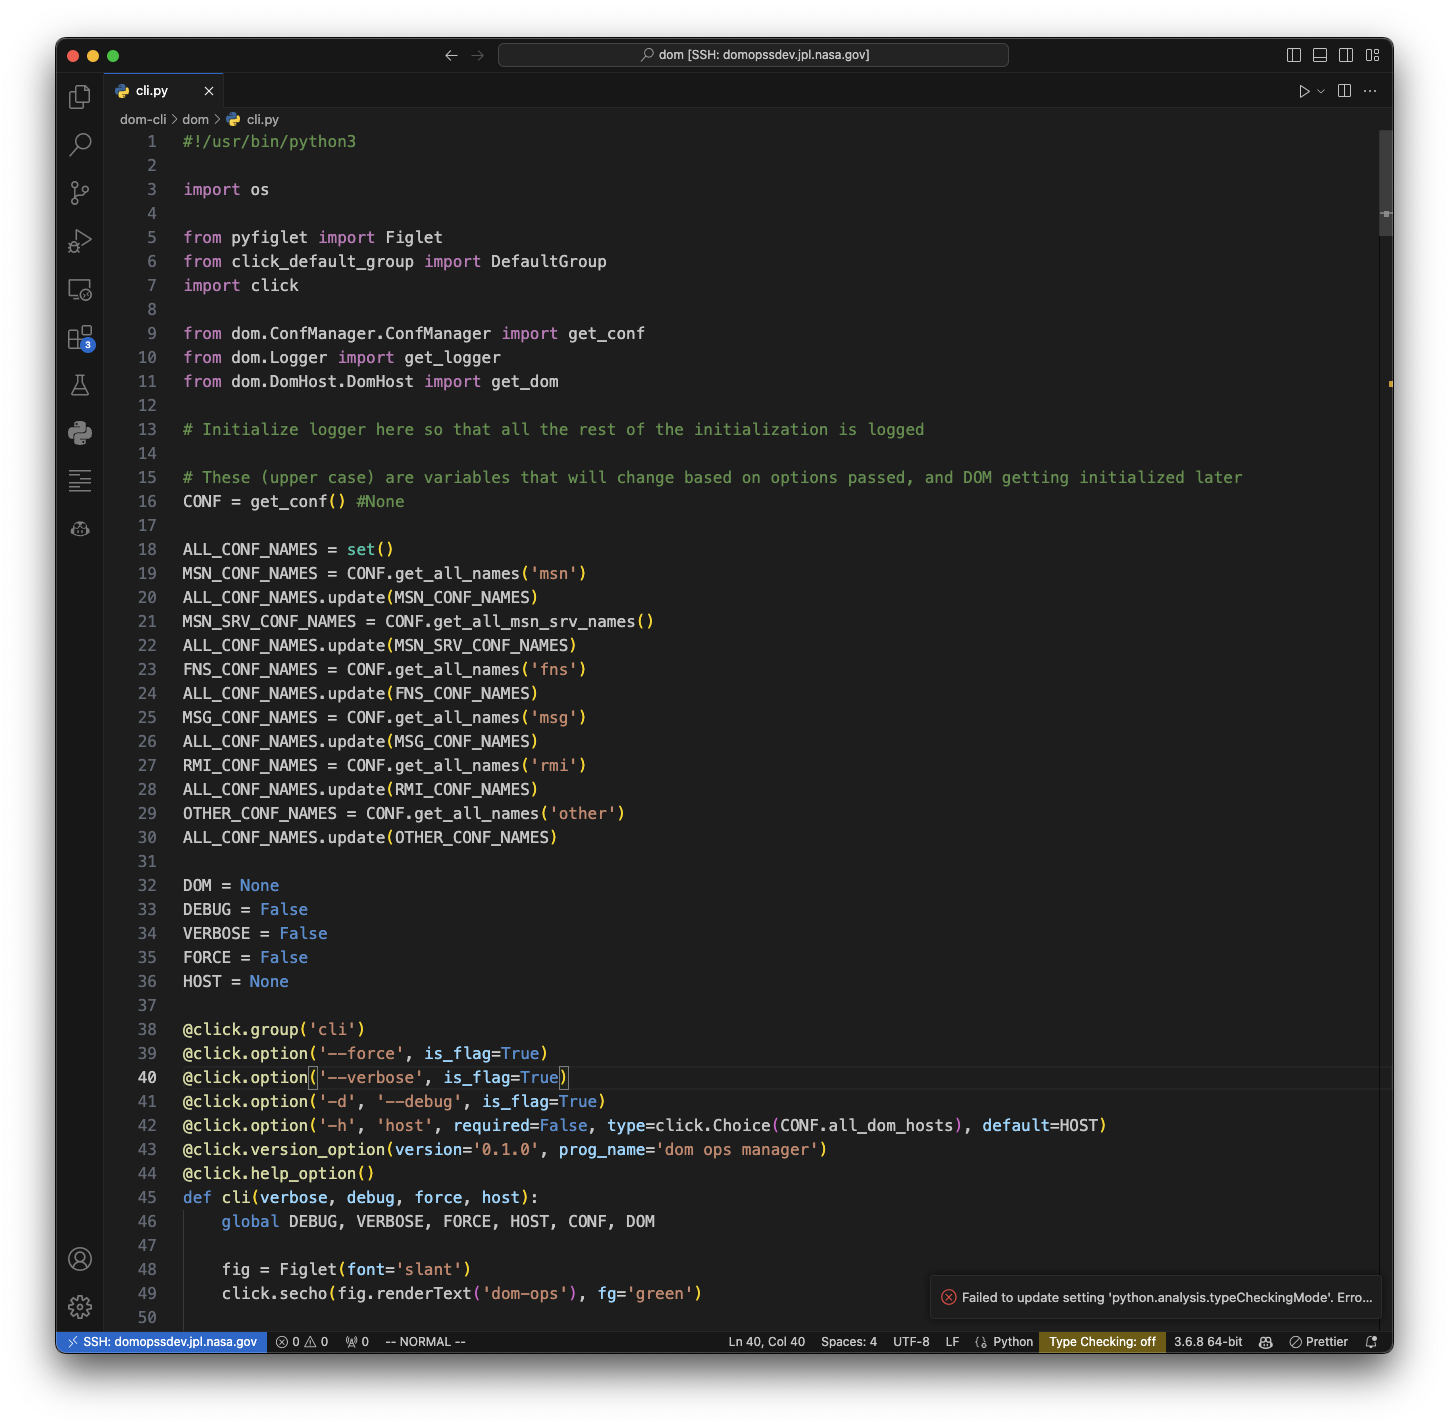 dom [SSH: domopssdev.jpl.nasa.gov]
cli.py
dom-cli > dom > cli.py
1 #!/usr/bin/python3
2
3 import os
4
5 from pyfiglet import Figlet
6 from click_default_group import DefaultGroup
7 import click
8
9 from dom.ConfManager.ConfManager import get_conf
10 from dom.Logger import get_logger
11 from dom.DomHost.DomHost import get_dom
12
13 # Initialize logger here so that all the rest of the initialization is logged
14
15 # These (upper case) are variables that will change based on options passed, and DOM getting initialized later
16 CONF = get_conf() #None
17
18 ALL_CONF_NAMES = set()
19 MSN_CONF_NAMES = CONF.get_all_names('msn')
20 ALL_CONF_NAMES.update(MSN_CONF_NAMES)
21 MSN_SRV_CONF_NAMES = CONF.get_all_msn_srv_names()
22 ALL_CONF_NAMES.update(MSN_SRV_CONF_NAMES)
23 FNS_CONF_NAMES = CONF.get_all_names('fns')
24 ALL_CONF_NAMES.update(FNS_CONF_NAMES)
25 MSG_CONF_NAMES = CONF.get_all_names('msg')
26 ALL_CONF_NAMES.update(MSG_CONF_NAMES)
27 RMI_CONF_NAMES = CONF.get_all_names('rmi')
28 ALL_CONF_NAMES.update(RMI_CONF_NAMES)
29 OTHER_CONF_NAMES = CONF.get_all_names('other')
30 ALL_CONF_NAMES.update(OTHER_CONF_NAMES)
31
32 DOM = None
33 DEBUG = False
34 VERBOSE = False
35 FORCE = False
36 HOST = None
37
38 @click.group('cli')
39 @click.option('--force', is_flag=True)
40 @click.option('--verbose', is_flag=True)
41 @click.option('-d', '--debug', is_flag=True)
42 @click.option('-h', 'host', required=False, type=click.Choice(CONF.all_dom_hosts), default=HOST)
43 @click.version_option(version='0.1.0', prog_name='dom ops manager')
44 @click.help_option()
45 def cli(verbose, debug, force, host):
46     global DEBUG, VERBOSE, FORCE, HOST, CONF, DOM
47
48     fig = Figlet(font='slant')
49     click.secho(fig.renderText('dom-ops'), fg='green')
50
3
Failed to update setting 'python.analysis.typeCheckingMode'. Erro...
SSH: domopssdev.jpl.nasa.gov 0 0 0 -- NORMAL -- Ln 40, Col 40 Spaces: 4 UTF-8 LF Python Type Checking: off 3.6.8 64-bit Prettier